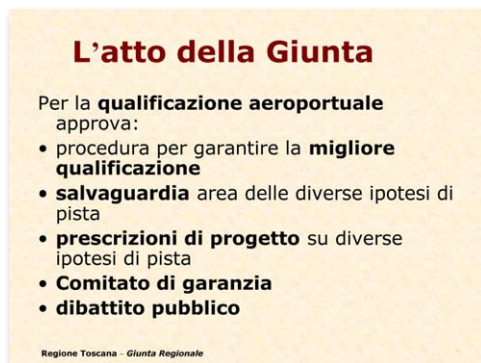 L’atto della Giunta
Per la qualificazione aeroportuale
approva:
• procedura per garantire la migliore
qualificazione
• salvaguardia area delle diverse ipotesi di
pista
• prescrizioni di progetto su diverse
ipotesi di pista
• Comitato di garanzia
• dibattito pubblico
Regione Toscana – Giunta Regionale